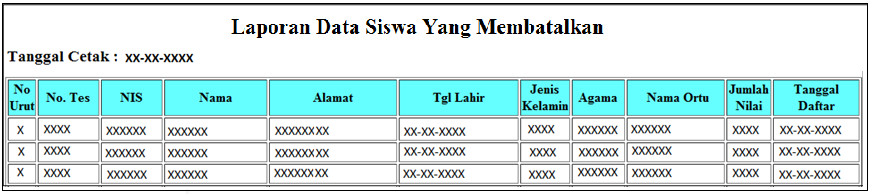 Laporan Data Siswa Yang Membatalkan
Tanggal Cetak : XX-XX-XXXX
No Urut No. Tes NIS Nama Alamat Tgl Lahir Jenis Kelamin Agama Nama Ortu Jumlah Nilai Tanggal Daftar
X XXXX XXXXXX XXXXXX XXXXXXXX XX-XX-XXXX XXXX XXXXXX XXXXXX XXXX XX-XX-XXXX
X XXXX XXXXXX XXXXXX XXXXXXXX XX-XX-XXXX XXXX XXXXXX XXXXXX XXXX XX-XX-XXXX
X XXXX XXXXXX XXXXXX XXXXXXXX XX-XX-XXXX XXXX XXXXXX XXXXXX XXXX XX-XX-XXXX